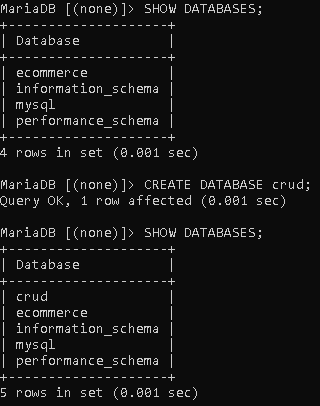 MariaDB [(none)]> SHOW DATABASES;
+--------------------+
| Database           |
+--------------------+
| ecommerce          |
| information_schema |
| mysql              |
| performance_schema |
+--------------------+
4 rows in set (0.001 sec)

MariaDB [(none)]> CREATE DATABASE crud;
Query OK, 1 row affected (0.001 sec)

MariaDB [(none)]> SHOW DATABASES;
+--------------------+
| Database           |
+--------------------+
| crud               |
| ecommerce          |
| information_schema |
| mysql              |
| performance_schema |
+--------------------+
5 rows in set (0.001 sec)